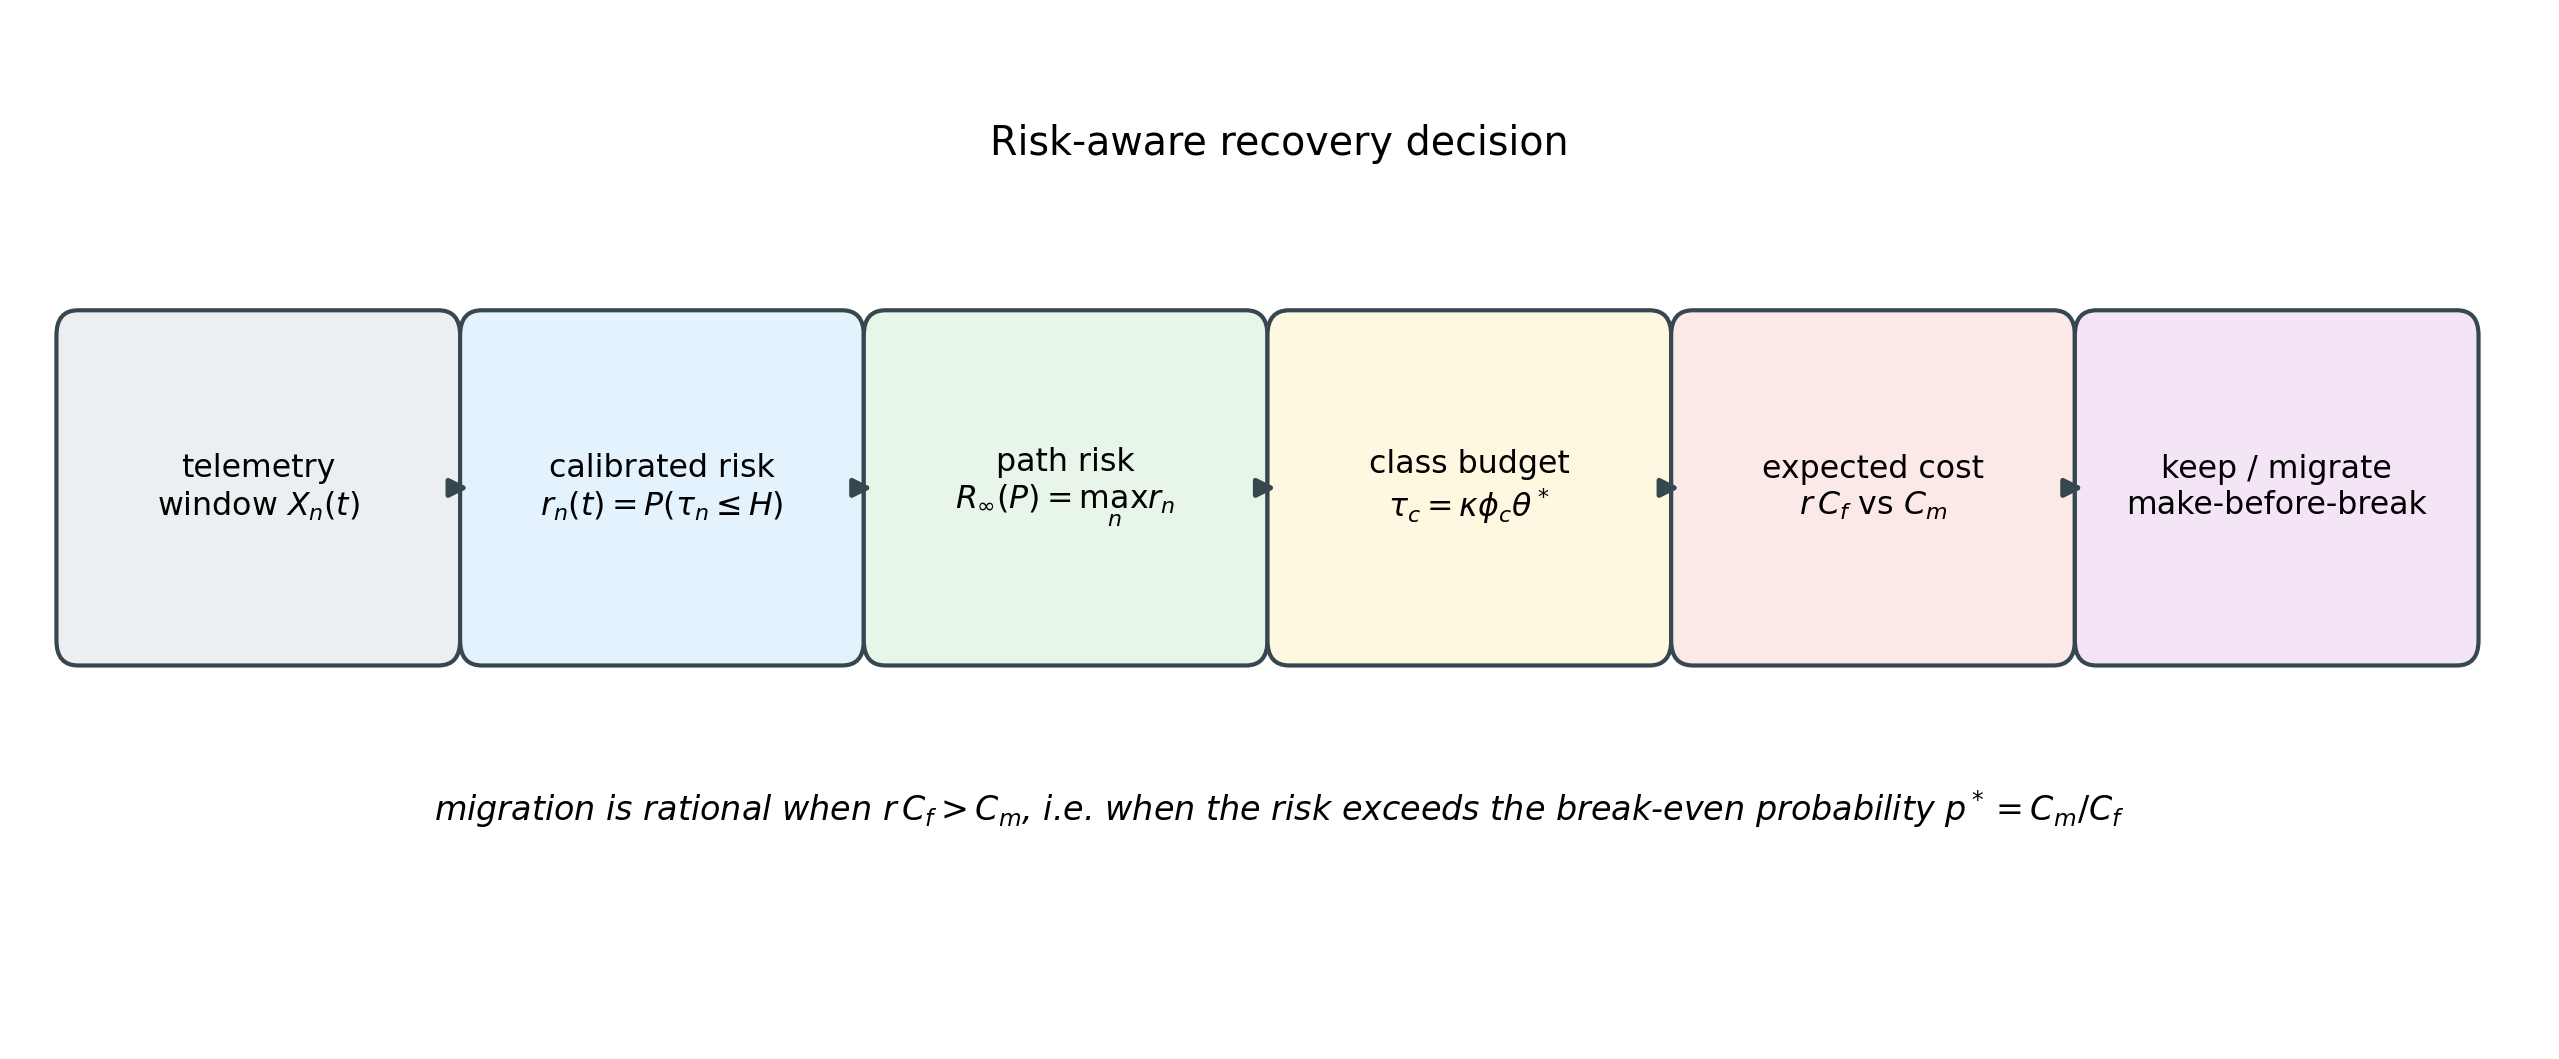 Risk-aware recovery decision
telemetry
window Xₙ(t)
calibrated risk
rₙ(t) = P(τₙ ≤ H)
path risk
R∞(P) = max rₙ
n
class budget
τ_c = κϕ_cθ*
expected cost
r C_f vs C_m
keep / migrate
make-before-break
migration is rational when r C_f > C_m, i.e. when the risk exceeds the break-even probability p* = C_m/C_f